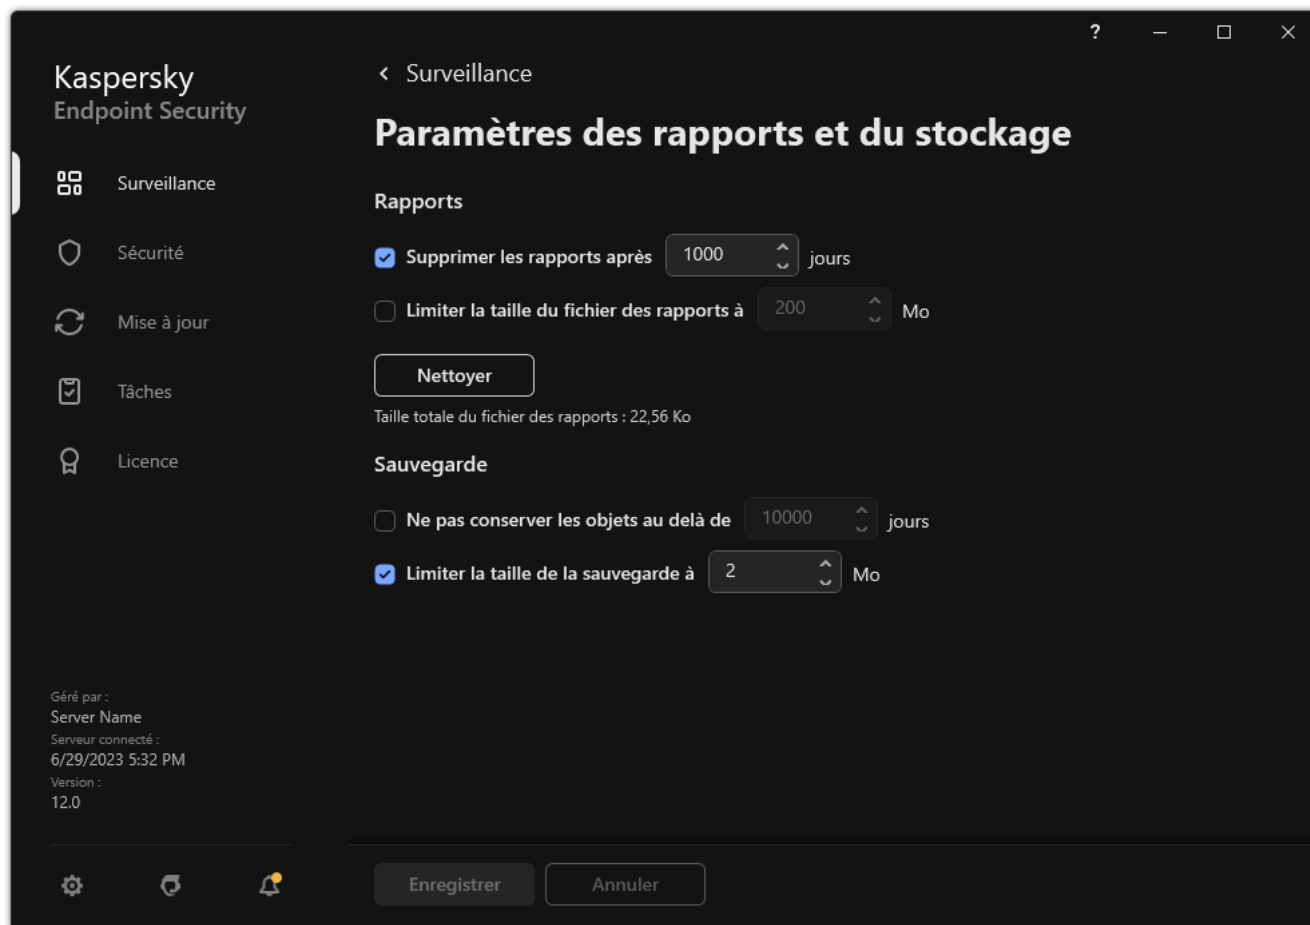 ?
Kaspersky
Endpoint Security
Surveillance
Sécurité
Mise à jour
Tâches
Licence
Géré par :
Server Name
Serveur connecté :
6/29/2023 5:32 PM
Version :
12.0
Surveillance
Paramètres des rapports et du stockage
Rapports
Supprimer les rapports après 1000 jours
Limiter la taille du fichier des rapports à 200 Mo
Nettoyer
Taille totale du fichier des rapports : 22,56 Ko
Sauvegarde
Ne pas conserver les objets au delà de 10000 jours
Limiter la taille de la sauvegarde à 2 Mo
Enregistrer Annuler